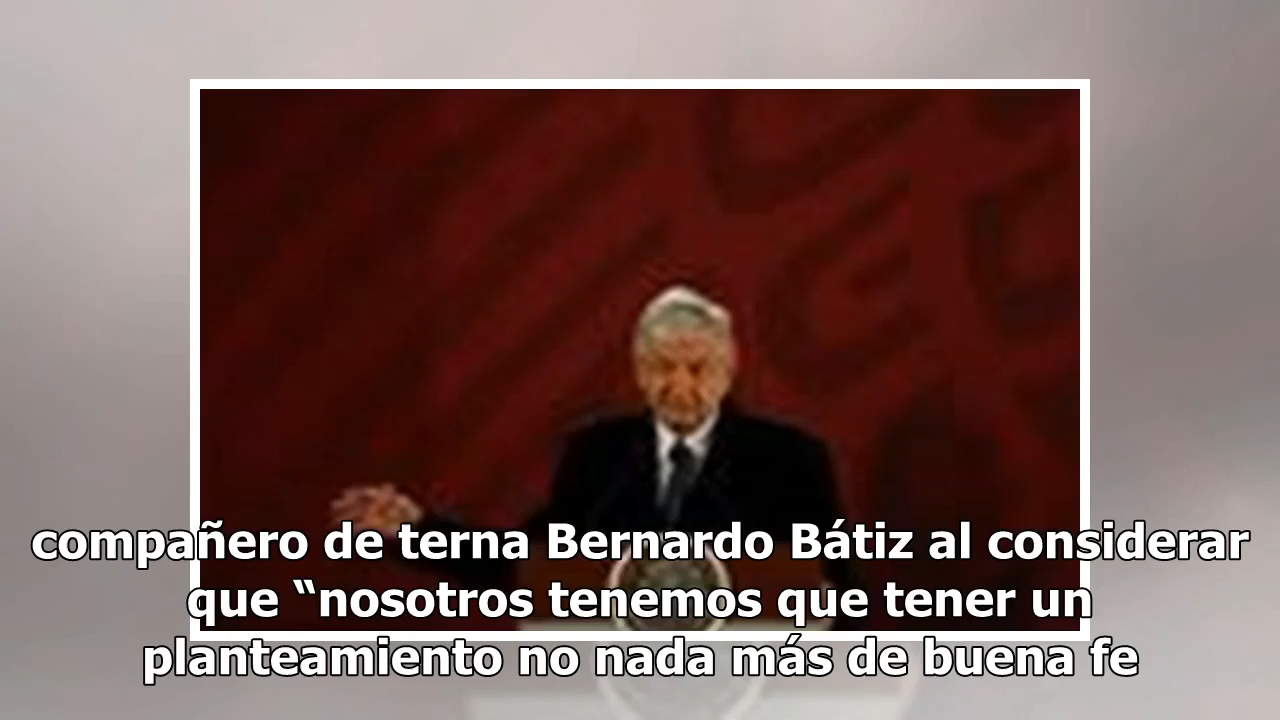 compañero de terna Bernardo Bátiz al considerar
que “nosotros tenemos que tener un
planteamiento no nada más de buena fe